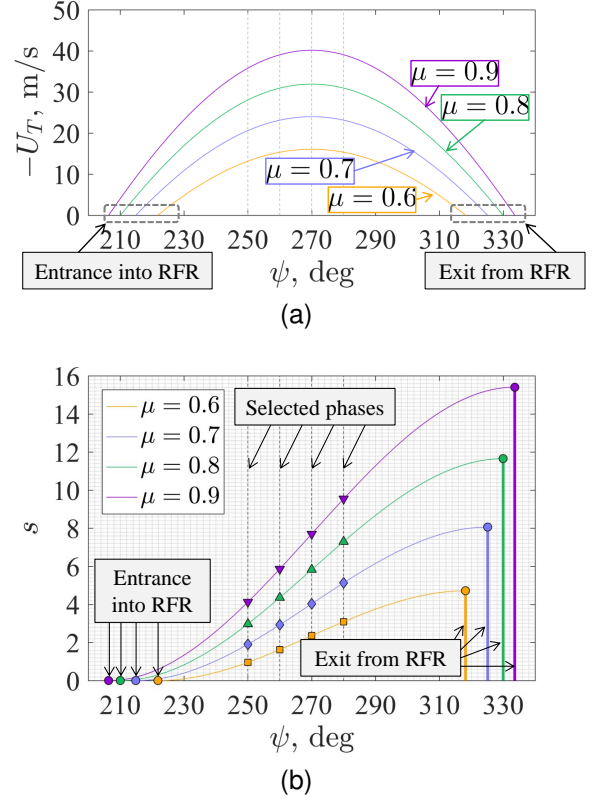 50
40
30
20
10
0
−U_T, m/s
μ = 0.9
μ = 0.8
μ = 0.7
μ = 0.6
210 230 250 270 290 310 330
Entrance into RFR
ψ, deg
Exit from RFR
(a)
16
14
12
10
8
6
4
2
0
s
μ = 0.6
μ = 0.7
μ = 0.8
μ = 0.9
Selected phases
Entrance
into RFR
Exit from RFR
210 230 250 270 290 310 330
ψ, deg
(b)